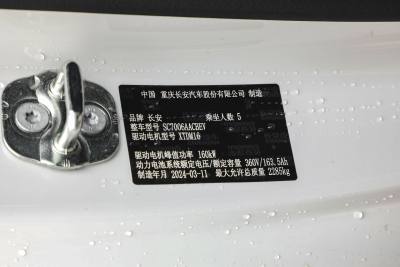 中国 重庆长安汽车股份有限公司 制造
品牌 长安 乘坐人数 5
整车型号 SC7006AACBEV
驱动电机型号 XTDM16
驱动电机峰值功率 160kW
动力电池系统额定电压/额定容量 360V/163.5Ah
制造年月 2024-03-11 最大允许总质量 2285kg